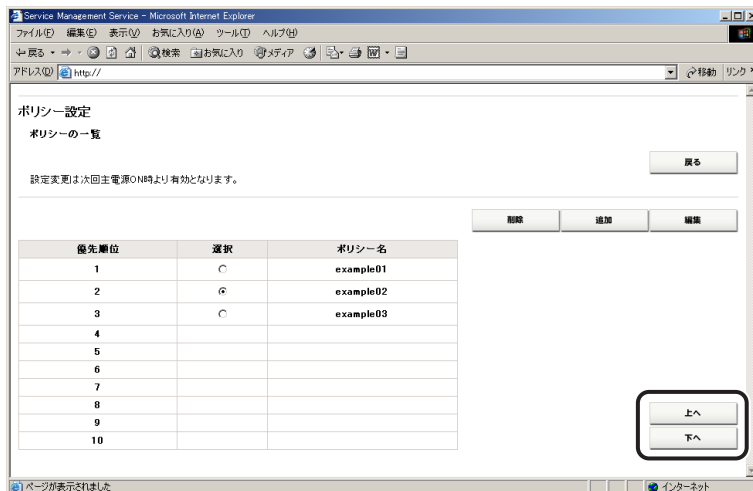 Service Management Service - Microsoft Internet Explorer
ファイル(F) 編集(E) 表示(V) お気に入り(A) ツール(T) ヘルプ(H)
戻る 検索 お気に入り メディア
アドレス(D) http:// 移動 リンク
ポリシー設定
ポリシーの一覧
戻る
設定変更は次回主電源ON時より有効となります。
削除 追加 編集
優先順位 選択 ポリシー名
1 example01
2 example02
3 example03
4
5
6
7
8
9
10
上へ
下へ
ページが表示されました インターネット